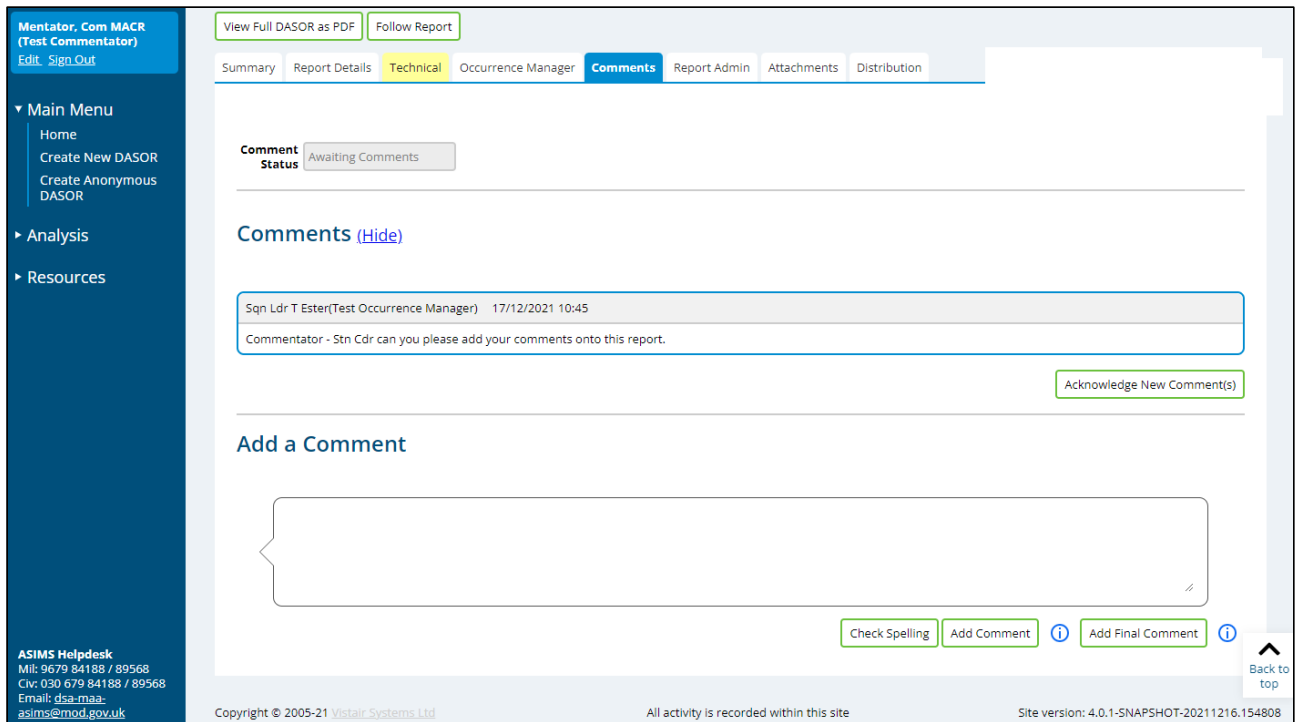 Mentator, Com MACR
(Test Commentator)
Edit  Sign Out
Main Menu
Home
Create New DASOR
Create Anonymous
DASOR
Analysis
Resources
ASIMS Helpdesk
Mil: 9679 84188 / 89568
Civ: 030 679 84188 / 89568
Email: dsa-maa-
asims@mod.gov.uk
View Full DASOR as PDF  Follow Report
Summary  Report Details  Technical  Occurrence Manager  Comments  Report Admin  Attachments  Distribution
Comment
Status  Awaiting Comments
Comments (Hide)
Sqn Ldr T Ester(Test Occurrence Manager)  17/12/2021 10:45
Commentator - Stn Cdr can you please add your comments onto this report.
Acknowledge New Comment(s)
Add a Comment
Check Spelling  Add Comment  Add Final Comment
Back to
top
Copyright © 2005-21 Vistair Systems Ltd  All activity is recorded within this site  Site version: 4.0.1-SNAPSHOT-20211216.154808